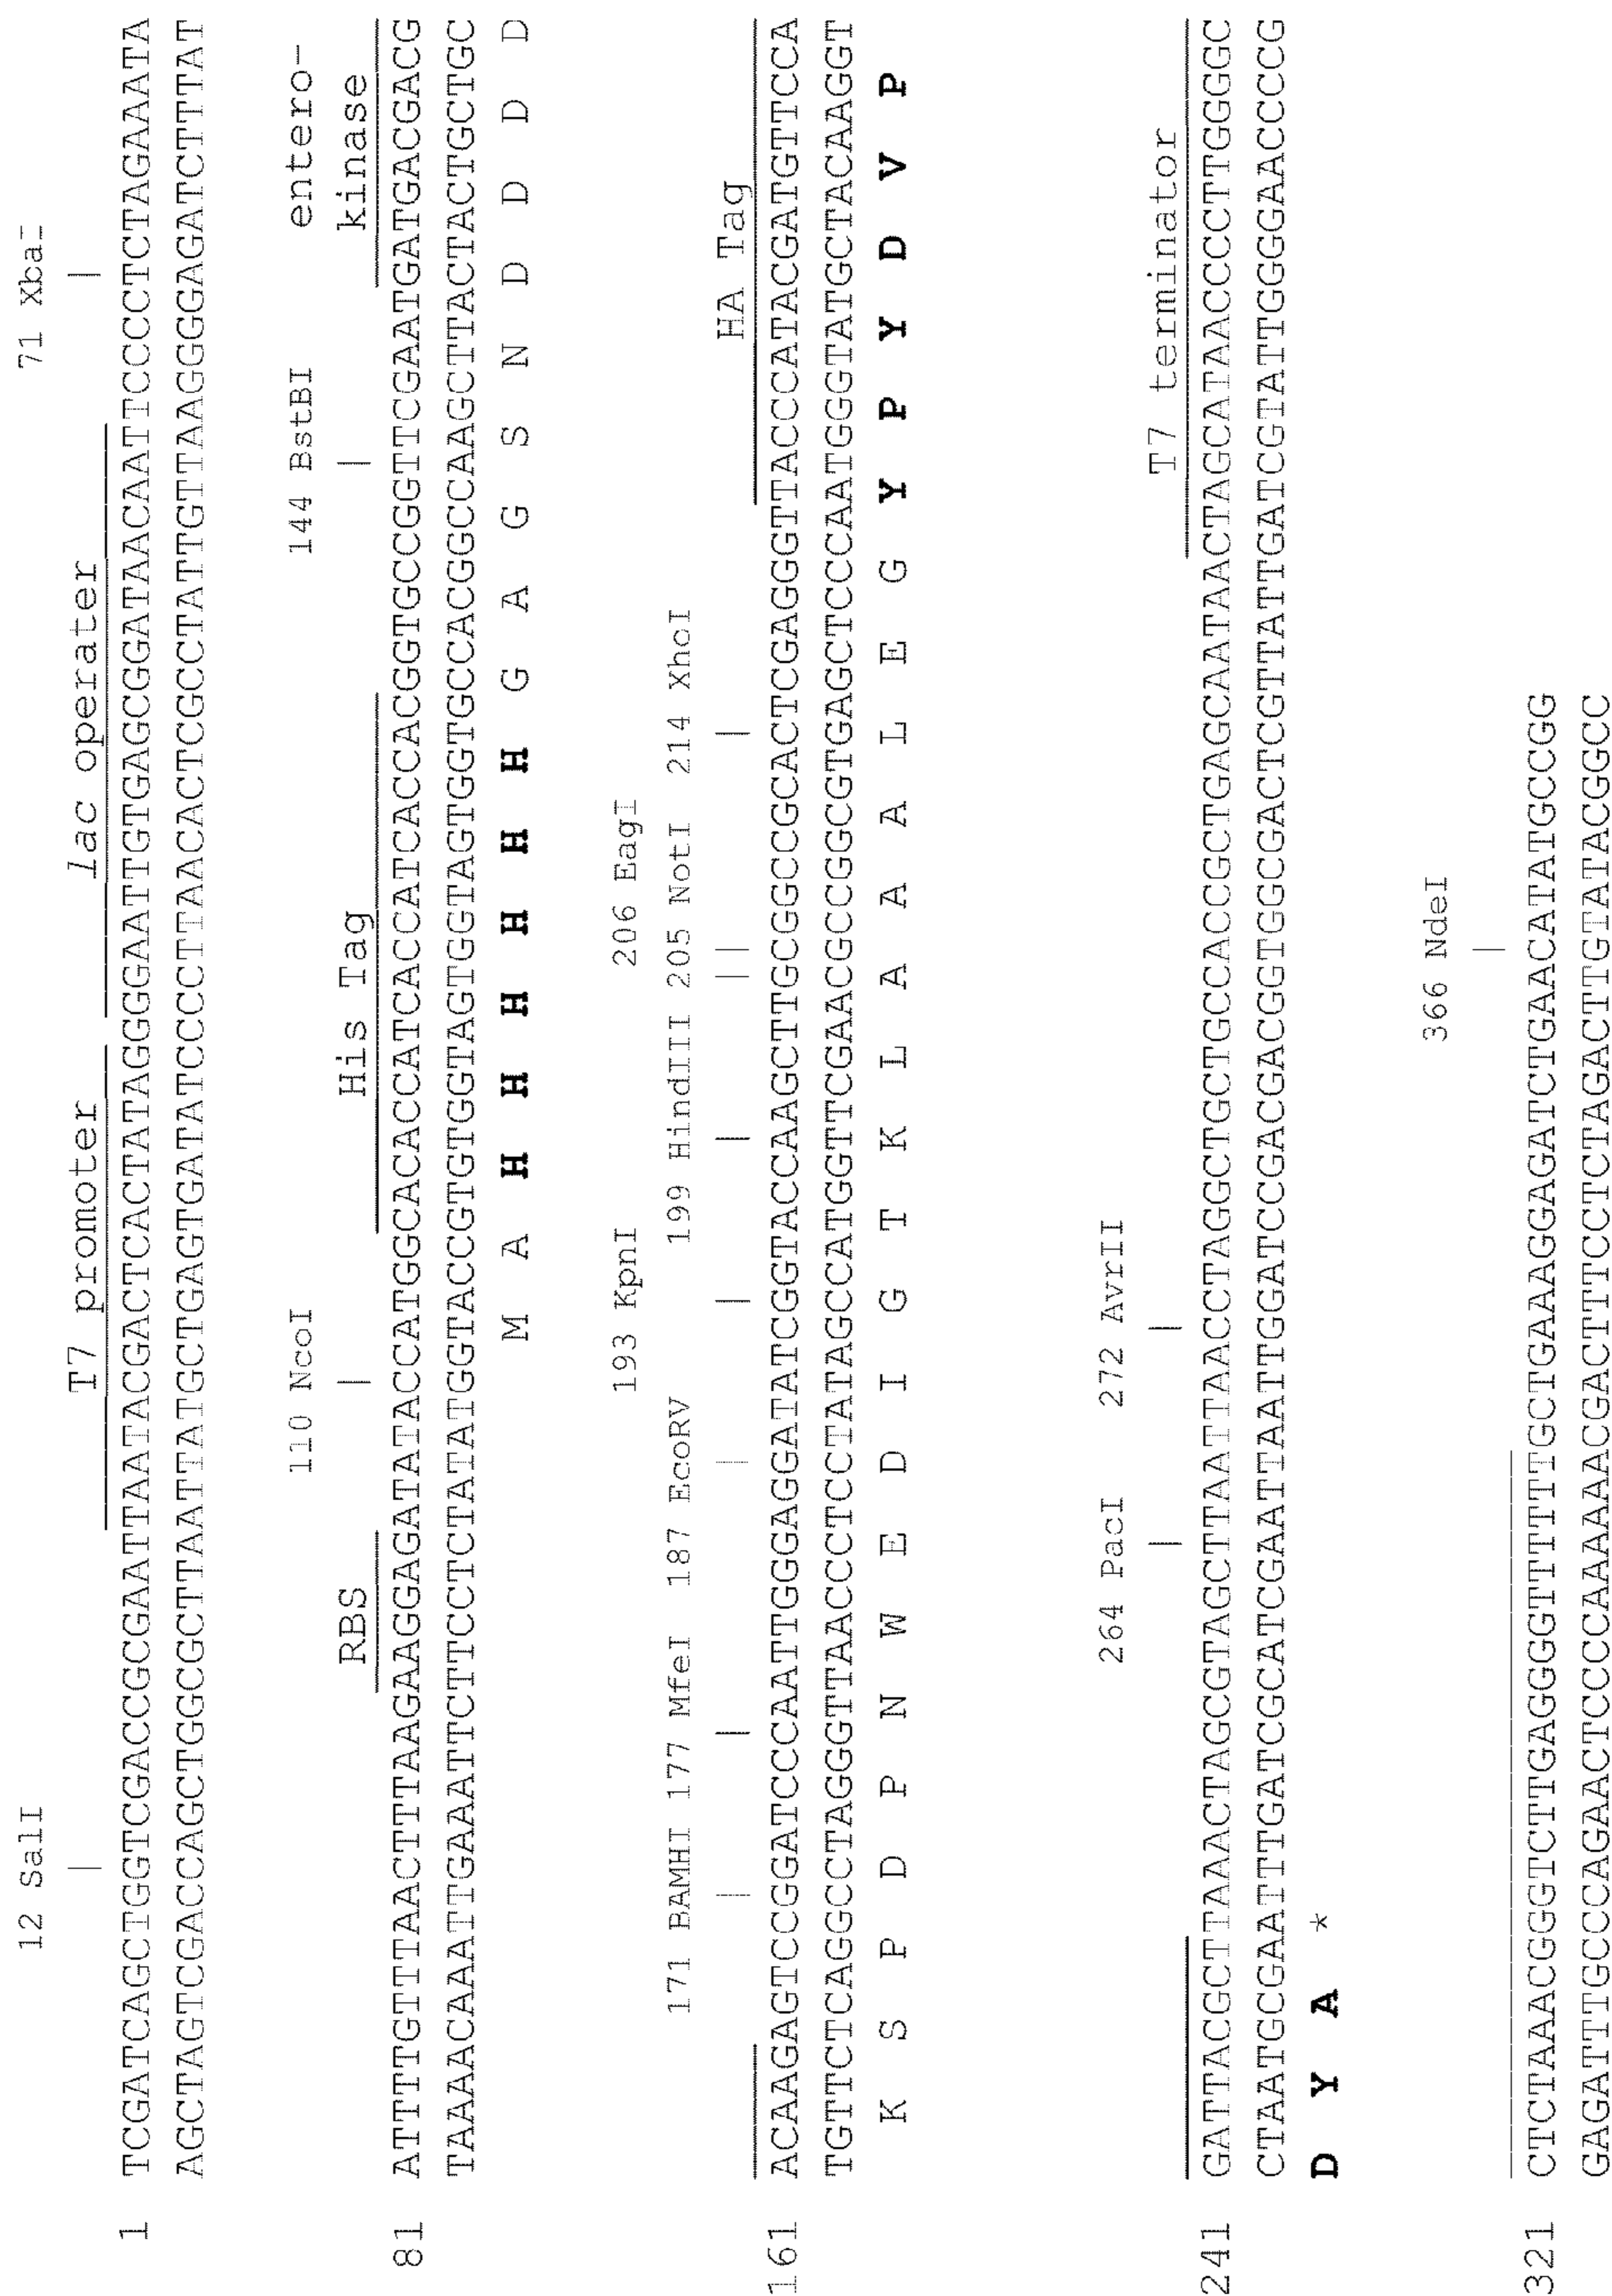 12 SalI 71 XbaI
T7 promoter lac operater
1 TCGATCAGCTGGTCGACCGCGAATTAATACGACTCACTATAGGGGAATTGTGAGCGGATAACAATTCCCCTCTAGAAATA
AGCTAGTCGACCAGCTGGCGCTTAATTATGCTGAGTGATATCCCCTTAACACTCGCCTATTGTTAAGGGGAGATCTTTAT
110 NcoI 144 BstBI entero-
RBS His Tag kinase
81 ATTTTGTTTAACTTTAAGAAGGAGATATACCATGGCACACCATCACCATCACCACGGTGCCGGTTCGAATGATGACGACG
TAAAACAAATTGAAATTCTTCCTCTATATGGTACCGTGTGGTAGTGGTAGTGGTGCCACGGCCAAGCTTACTACTGCTGC
M A H H H H H H G A G S N D D D D
193 KpnI 206 EagI
171 BAMHI 177 MfeI 187 EcoRV 199 HindIII 205 NotI 214 XhoI
HA Tag
161 ACAAGAGTCCGGATCCCAATTGGGAGGATATCGGTACCAAGCTTGCGGCCGCACTCGAGGGTTACCCATACGATGTTCCA
TGTTCTCAGGCCTAGGGTTAACCCTCCTATAGCCATGGTTCGAACGCCGGCGTGAGCTCCCAATGGGTATGCTACAAGGT
K S P D P N W E D I G T K L A A A L E G Y P Y D V P
264 PacI 272 AvrII
T7 terminator
241 GATTACGCTTAAACTAGCGTAGCTTAATTAACCTAGGCTGCTGCCACCGCTGAGCAATAACTAGCATAACCCCTTGGGGC
CTAATGCGAATTTGATCGCATCGAATTAATTGGATCCGACGACGGTGGCGACTCGTTATTGATCGTATTGGGGAACCCCG
D Y A *
366 NdeI
321 CTCTAAACGGGTCTTGAGGGGTTTTTTGCTGAAAGGAGATCTGAACATATGCCGG
GAGATTTGCCCAGAACTCCCCAAAAAACGACTTTCCTCTAGACTTGTATACGGCC